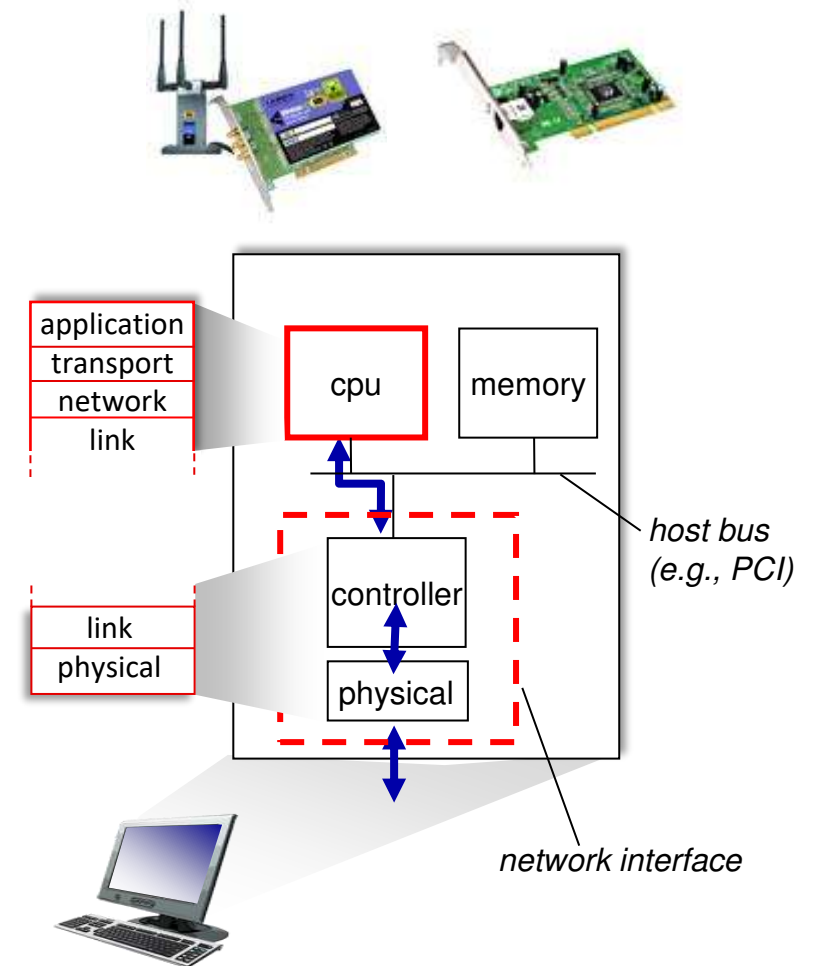 application
transport
network
link
cpu
memory
host bus
(e.g., PCI)
controller
link
physical
physical
network interface